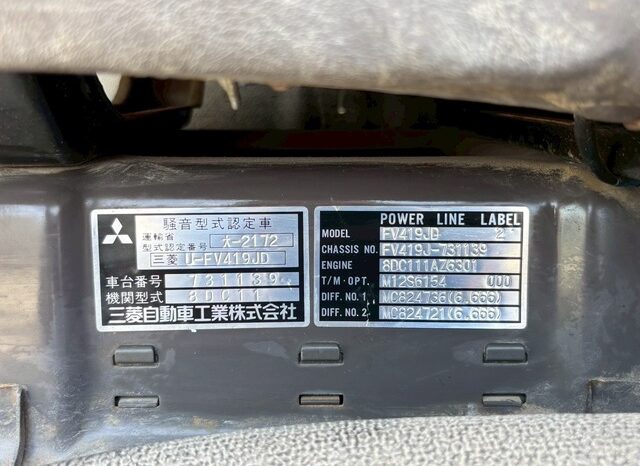 騒音型式認定車
運輸省
型式認定番号 大-2172
三菱 U-FV419JD
車台番号 731139
機関型式 8DC11
三菱自動車工業株式会社
POWER LINE LABEL
MODEL FV419JD 2
CHASSIS NO. FV419J-731139
ENGINE 8DC111AZ6301
T/M·OPT. M12S6T54 000
DIFF. NO. 1 MC824736(6.666)
DIFF. NO. 2 MC824721(6.666)